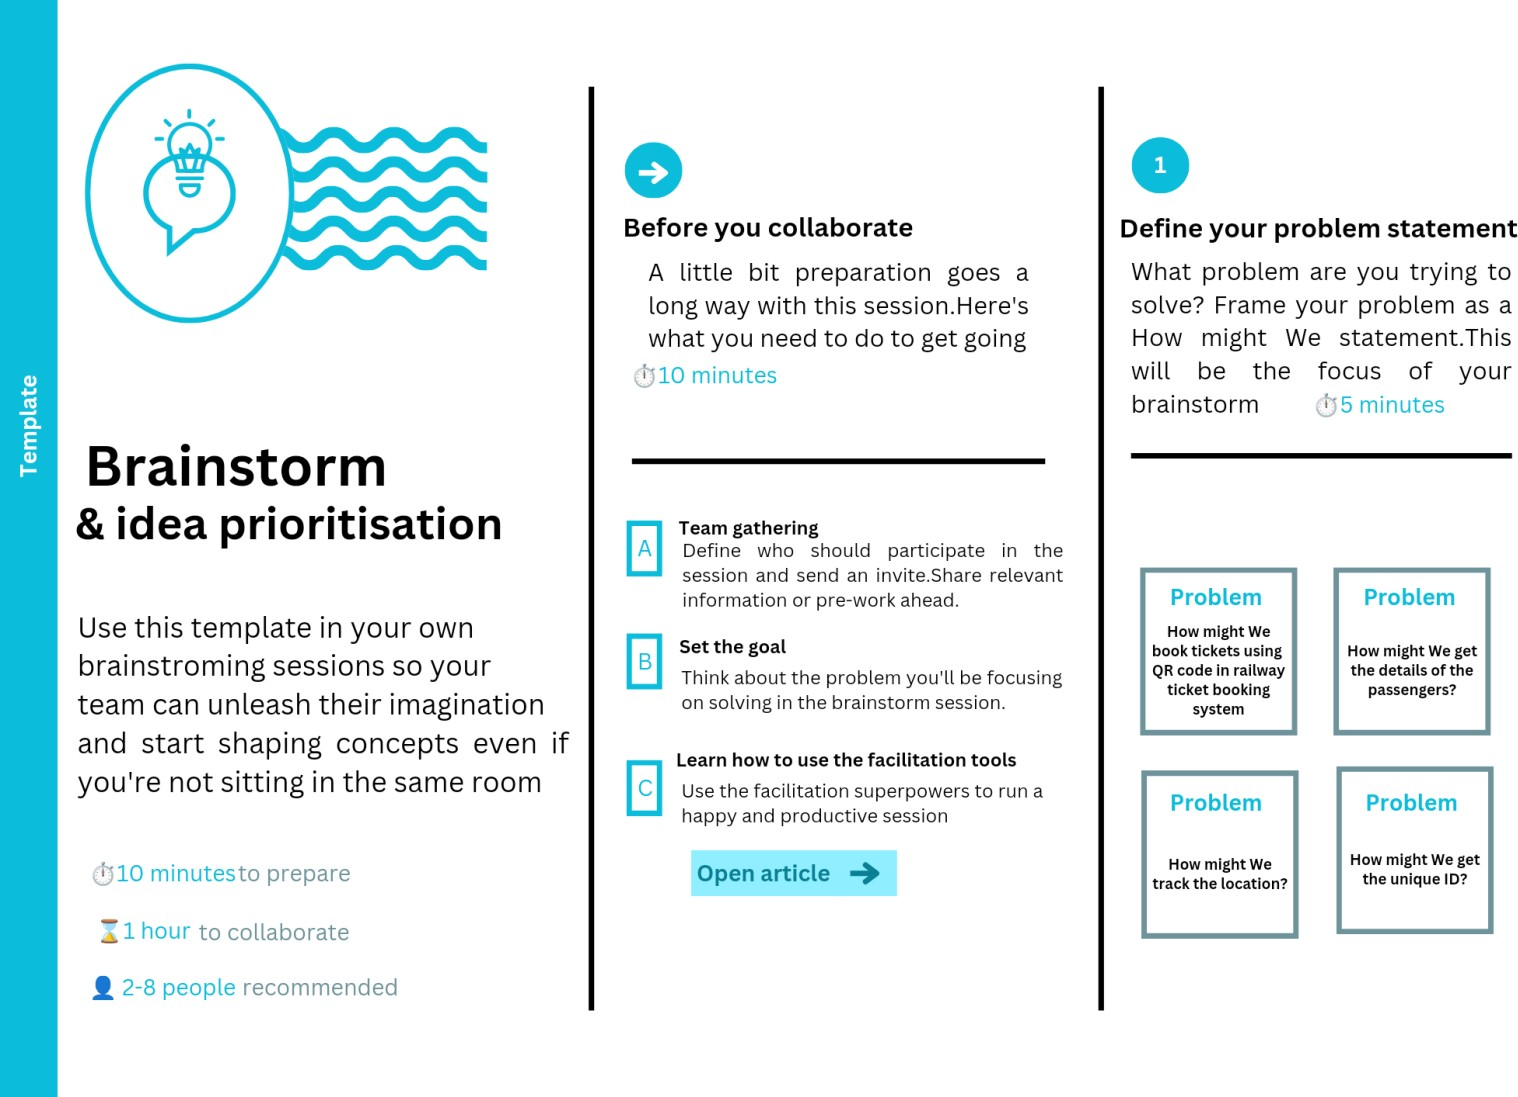 Template
Brainstorm
& idea prioritisation
Use this template in your own
brainstroming sessions so your
team can unleash their imagination
and start shaping concepts even if
you're not sitting in the same room
10 minutes to prepare
1 hour to collaborate
2-8 people recommended
Before you collaborate
A little bit preparation goes a
long way with this session.Here's
what you need to do to get going
10 minutes
A
Team gathering
Define who should participate in the
session and send an invite.Share relevant
information or pre-work ahead.
B
Set the goal
Think about the problem you'll be focusing
on solving in the brainstorm session.
C
Learn how to use the facilitation tools
Use the facilitation superpowers to run a
happy and productive session
Open article
1
Define your problem statement
What problem are you trying to
solve? Frame your problem as a
How might We statement.This
will be the focus of your
brainstorm 5 minutes
Problem
How might We
book tickets using
QR code in railway
ticket booking
system
Problem
How might We get
the details of the
passengers?
Problem
How might We
track the location?
Problem
How might We get
the unique ID?